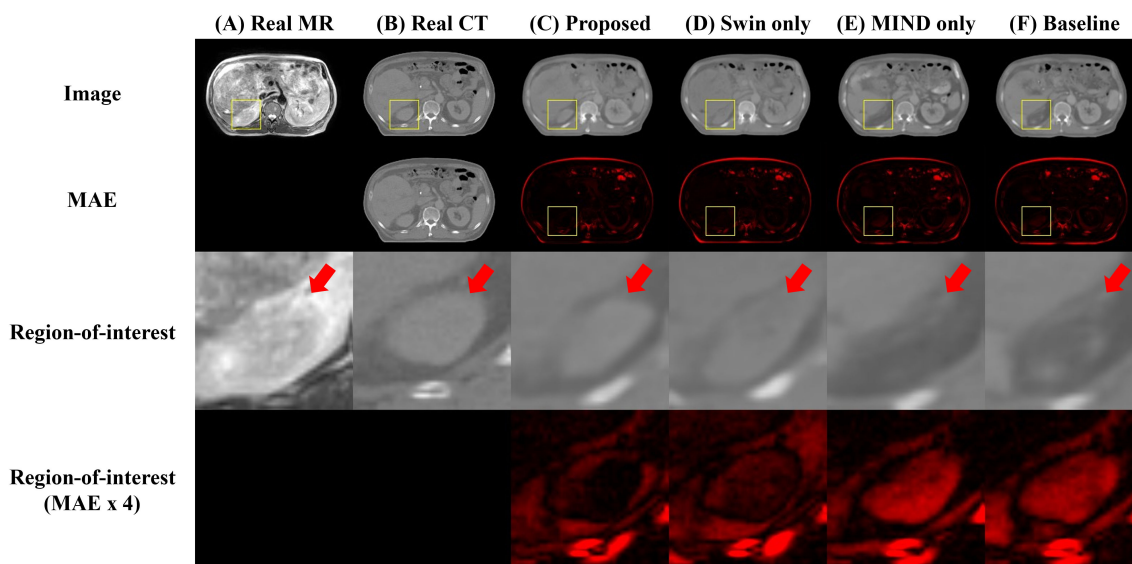 (A) Real MR (B) Real CT (C) Proposed (D) Swin only (E) MIND only (F) Baseline
Image
MAE
Region-of-interest
Region-of-interest
(MAE x 4)